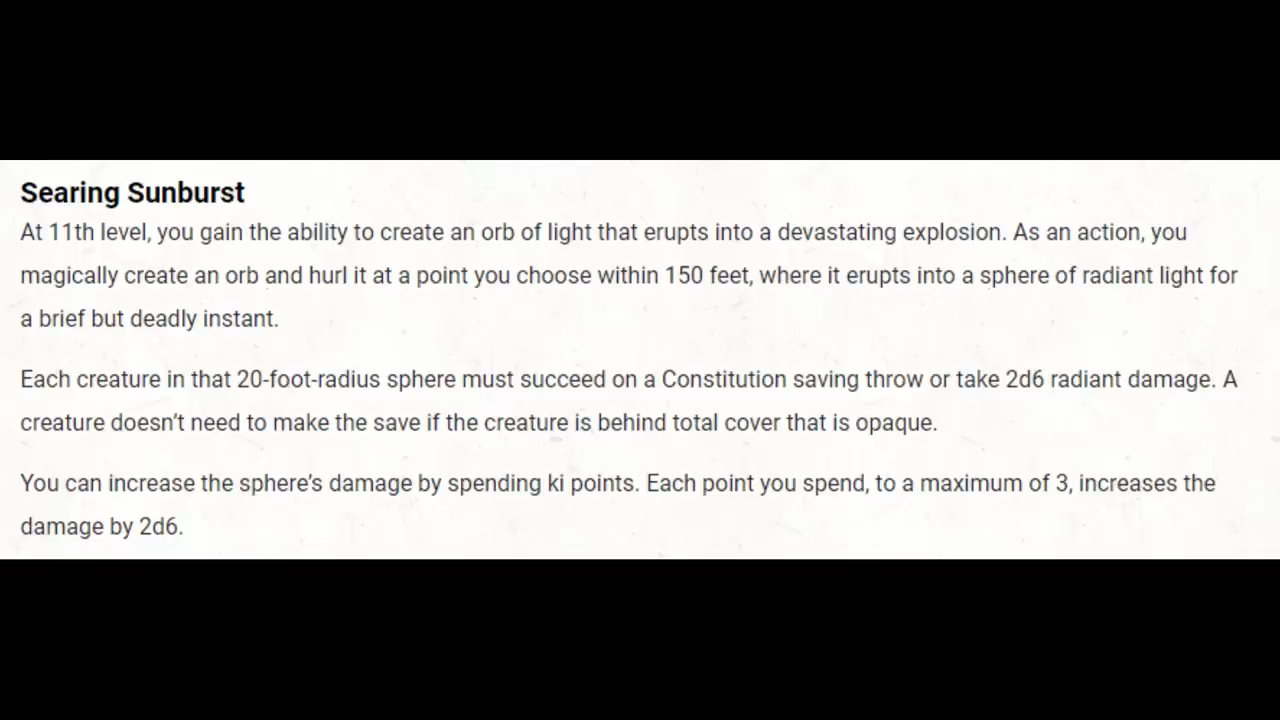 Searing Sunburst
At 11th level, you gain the ability to create an orb of light that erupts into a devastating explosion. As an action, you
magically create an orb and hurl it at a point you choose within 150 feet, where it erupts into a sphere of radiant light for
a brief but deadly instant.
Each creature in that 20-foot-radius sphere must succeed on a Constitution saving throw or take 2d6 radiant damage. A
creature doesn’t need to make the save if the creature is behind total cover that is opaque.
You can increase the sphere’s damage by spending ki points. Each point you spend, to a maximum of 3, increases the
damage by 2d6.